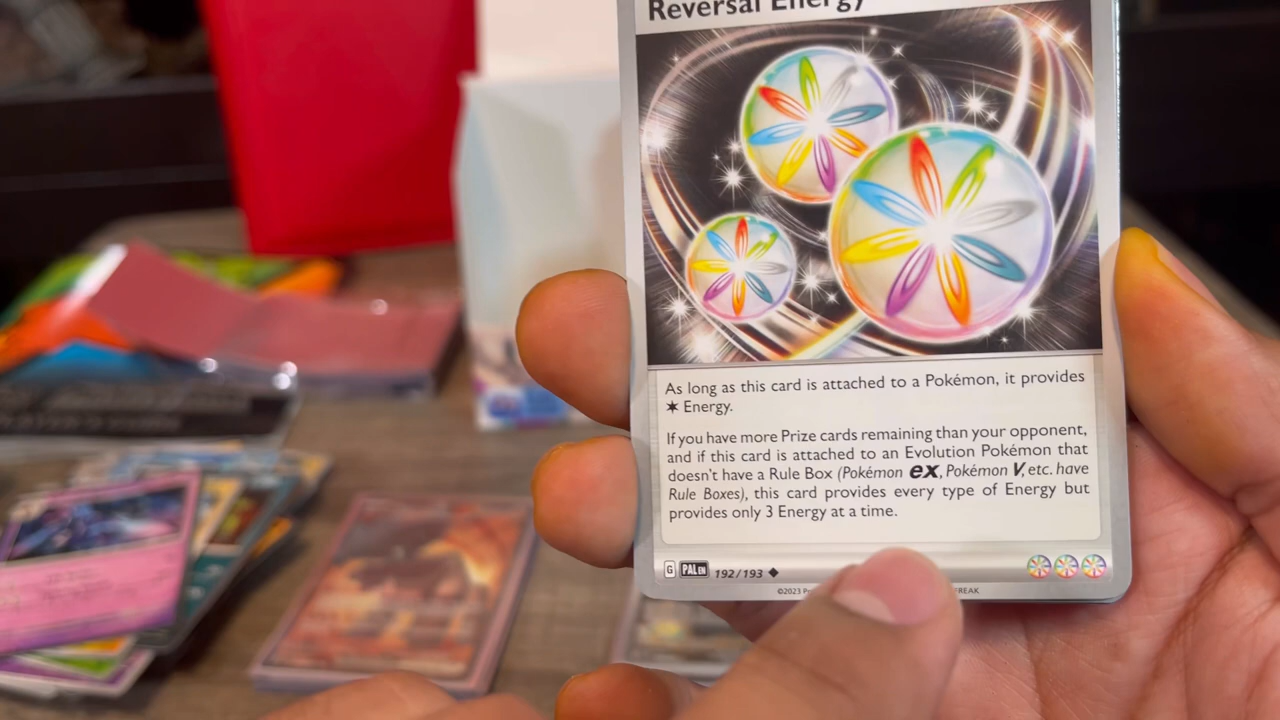 Reversal Energy
As long as this card is attached to a Pokémon, it provides
✶ Energy.
If you have more Prize cards remaining than your opponent,
and if this card is attached to an Evolution Pokémon that
doesn't have a Rule Box (Pokémon ex, Pokémon V, etc. have
Rule Boxes), this card provides every type of Energy but
provides only 3 Energy at a time.
G PAL EN 192/193 ◆
©2023 FREAK